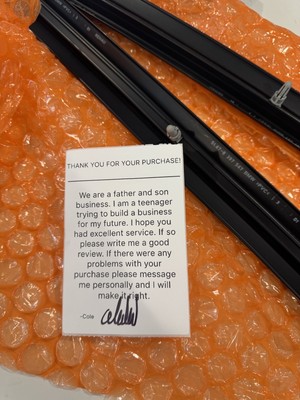 THANK YOU FOR YOUR PURCHASE!
We are a father and son
business. I am a teenager
trying to build a business
for my future. I hope you
had excellent service. If so
please write me a good
review. If there were any
problems with your
purchase please message
me personally and I will
make it right.
-Cole